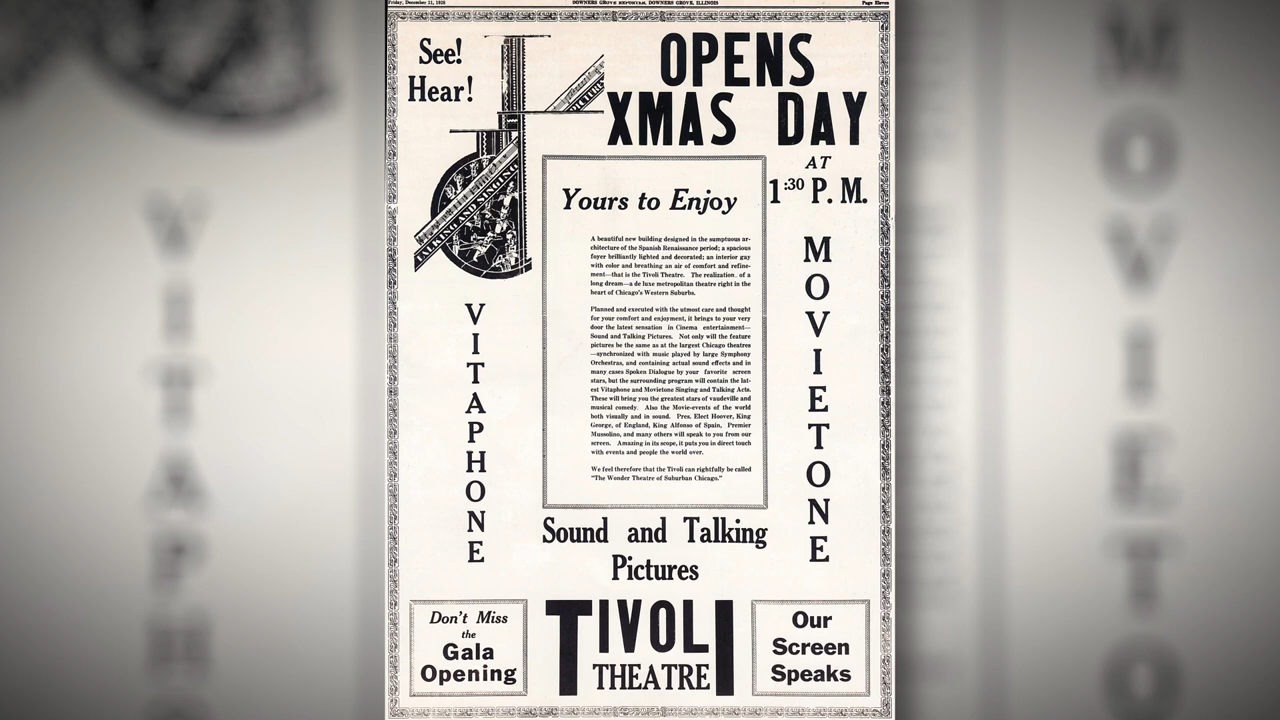 Friday, December 21, 1928
DOWNERS GROVE REPORTER, DOWNERS GROVE, ILLINOIS
Page Eleven
See!
Hear!
PICTURES
TALKING AND SINGING
OPENS
XMAS DAY
AT
1:30 P. M.
Yours to Enjoy
A beautiful new building designed in the sumptuous ar-
chitecture of the Spanish Renaissance period; a spacious
foyer brilliantly lighted and decorated; an interior gay
with color and breathing an air of comfort and refine-
ment—that is the Tivoli Theatre. The realization of a
long dream—a de luxe metropolitan theatre right in the
heart of Chicago's Western Suburbs.
Planned and executed with the utmost care and thought
for your comfort and enjoyment, it brings to your very
door the latest sensation in Cinema entertainment—
Sound and Talking Pictures. Not only will the feature
pictures be the same as at the largest Chicago theatres
—synchronized with music played by large Symphony
Orchestras, and containing actual sound effects and in
many cases Spoken Dialogue by your favorite screen
stars, but the surrounding program will contain the lat-
est Vitaphone and Movietone Singing and Talking Acts.
These will bring you the greatest stars of vaudeville and
musical comedy. Also the Movie-events of the world
both visually and in sound. Pres. Elect Hoover, King
George, of England, King Alfonso of Spain, Premier
Mussolino, and many others will speak to you from our
screen. Amazing in its scope, it puts you in direct touch
with events and people the world over.
We feel therefore that the Tivoli can rightfully be called
"The Wonder Theatre of Suburban Chicago."
VITAPHONE
MOVIETONE
Sound and Talking
Pictures
Don't Miss
the
Gala
Opening
TIVOLI
THEATRE
Our
Screen
Speaks